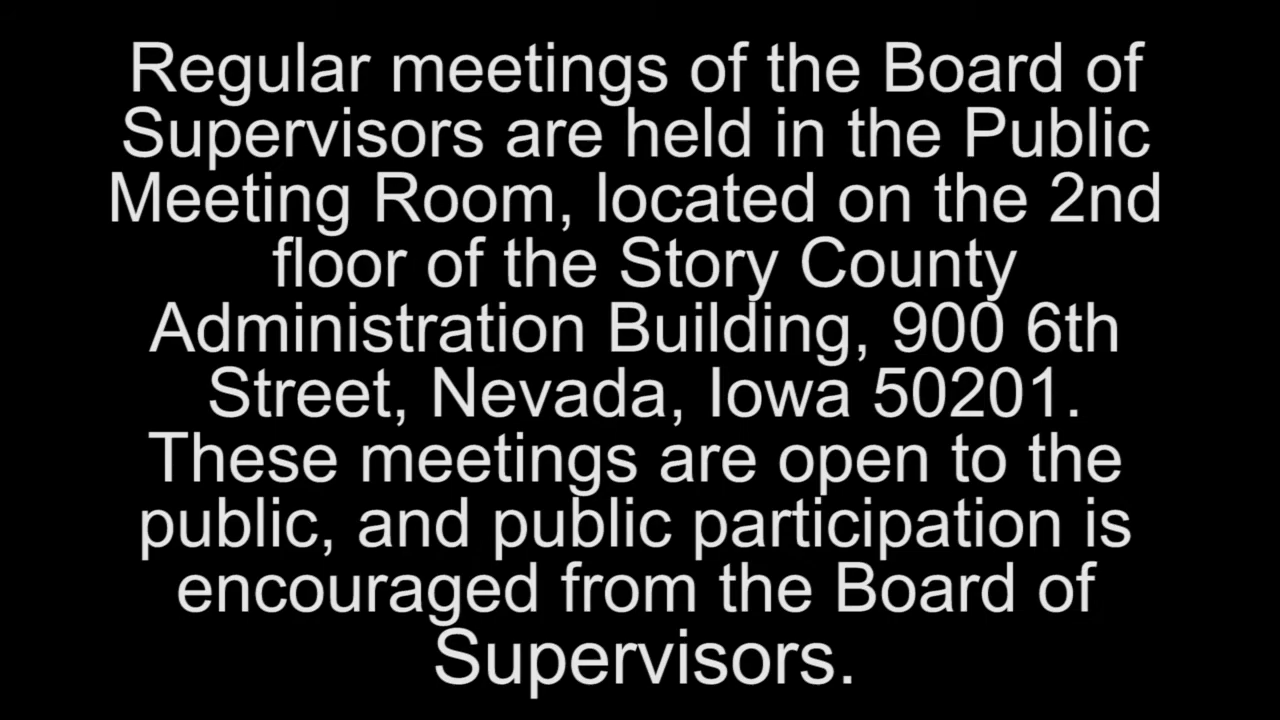 Regular meetings of the Board of
Supervisors are held in the Public
Meeting Room, located on the 2nd
floor of the Story County
Administration Building, 900 6th
Street, Nevada, Iowa 50201.
These meetings are open to the
public, and public participation is
encouraged from the Board of
Supervisors.